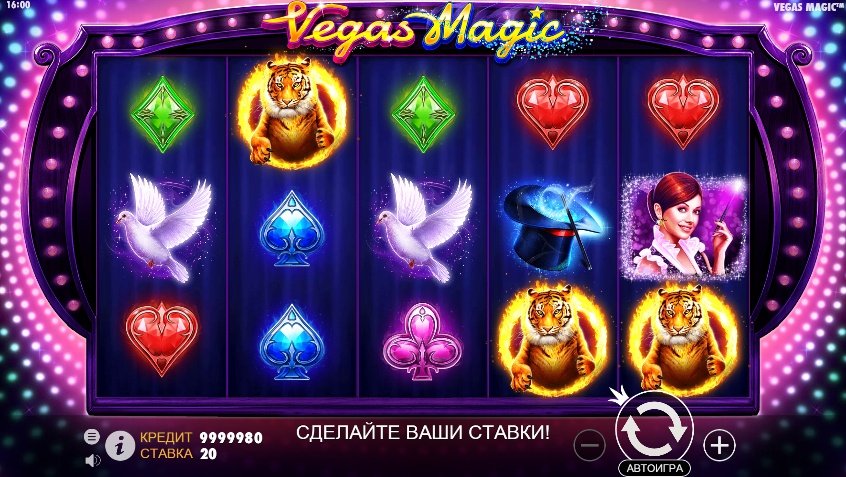 16:00
Vegas Magic
VEGAS MAGIC™
КРЕДИТ 9999980
СТАВКА 20
СДЕЛАЙТЕ ВАШИ СТАВКИ!
АВТОИГРА